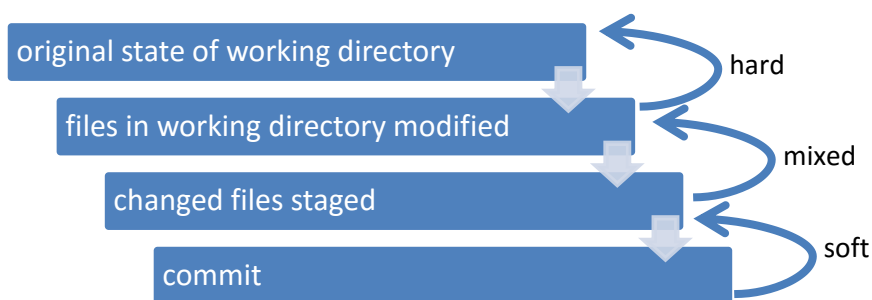 original state of working directory
hard
files in working directory modified
mixed
changed files staged
soft
commit